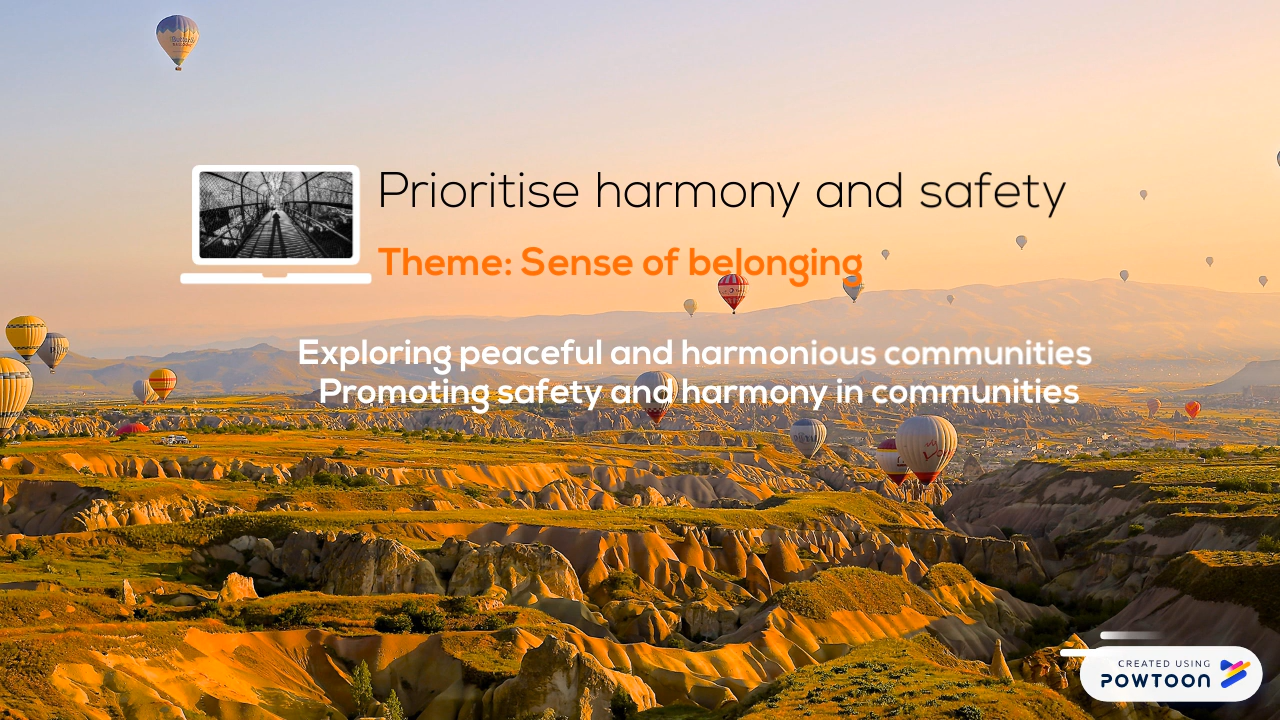 Prioritise harmony and safety
Theme: Sense of belonging
Exploring peaceful and harmonious communities
Promoting safety and harmony in communities
CREATED USING
POWTOON